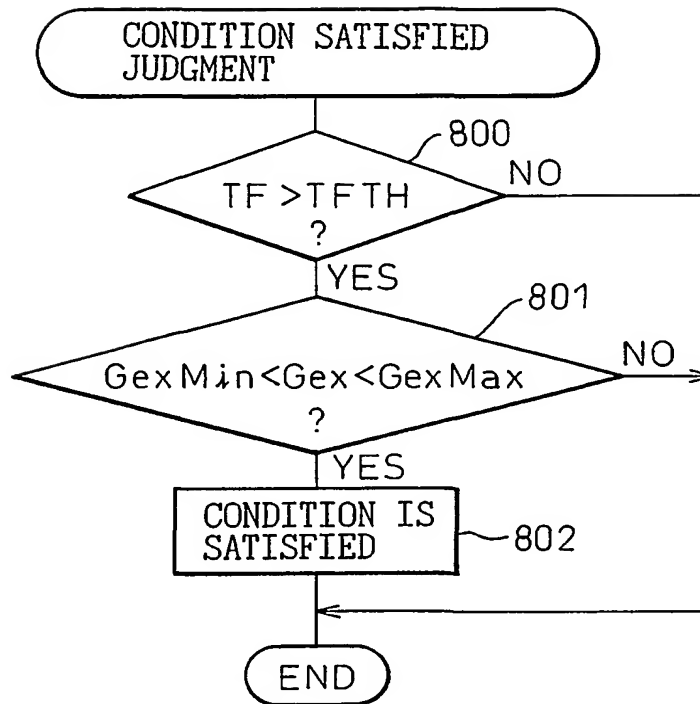 CONDITION SATISFIED
JUDGMENT
800
TF>TFTH
?
NO
YES
801
GexMin<Gex<GexMax
?
NO
YES
CONDITION IS
SATISFIED
802
END